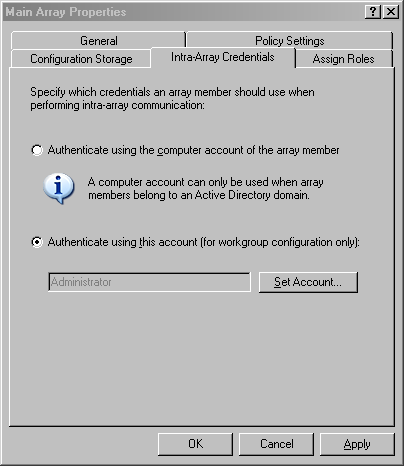 Main Array Properties
General
Policy Settings
Configuration Storage
Intra-Array Credentials
Assign Roles
Specify which credentials an array member should use when
performing intra-array communication:
Authenticate using the computer account of the array member
A computer account can only be used when array
members belong to an Active Directory domain.
Authenticate using this account (for workgroup configuration only):
Administrator
Set Account...
OK
Cancel
Apply